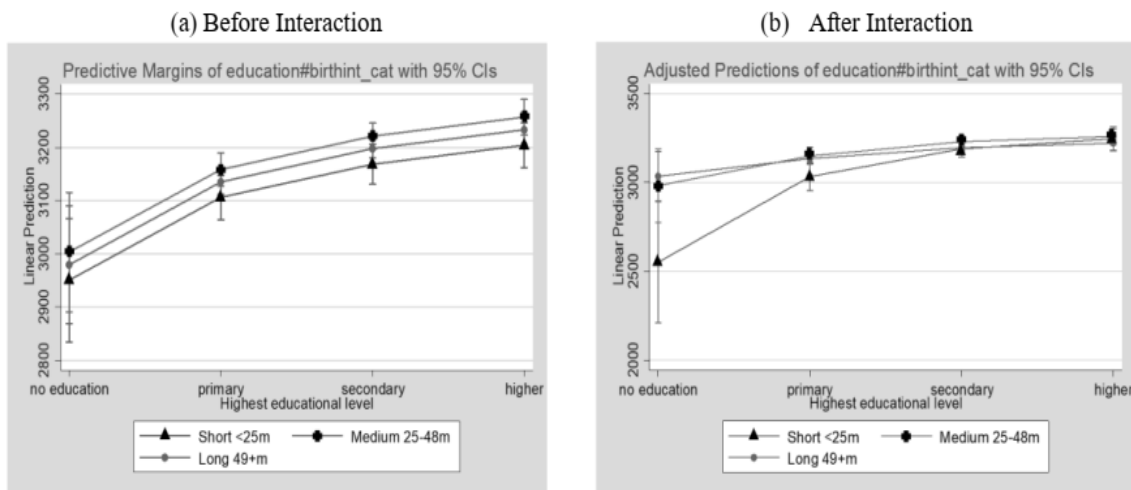 (a) Before Interaction
Predictive Margins of education#birthint_cat with 95% CIs
Linear Prediction
3300
3200
3100
3000
2900
2800
no education primary secondary higher
Highest educational level
Short <25m Medium 25-48m
Long 49+m
(b) After Interaction
Adjusted Predictions of education#birthint_cat with 95% CIs
Linear Prediction
3500
3000
2500
2000
no education primary secondary higher
Highest educational level
Short <25m Medium 25-48m
Long 49+m